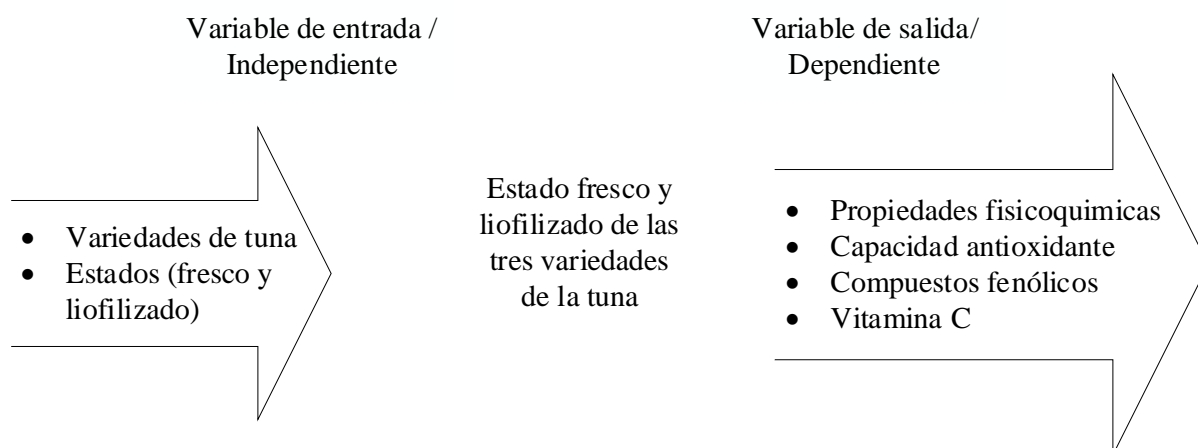 Variable de entrada /
Independiente
Variable de salida/
Dependiente
• Variedades de tuna
• Estados (fresco y
liofilizado)
Estado fresco y
liofilizado de las
tres variedades
de la tuna
• Propiedades fisicoquimicas
• Capacidad antioxidante
• Compuestos fenólicos
• Vitamina C